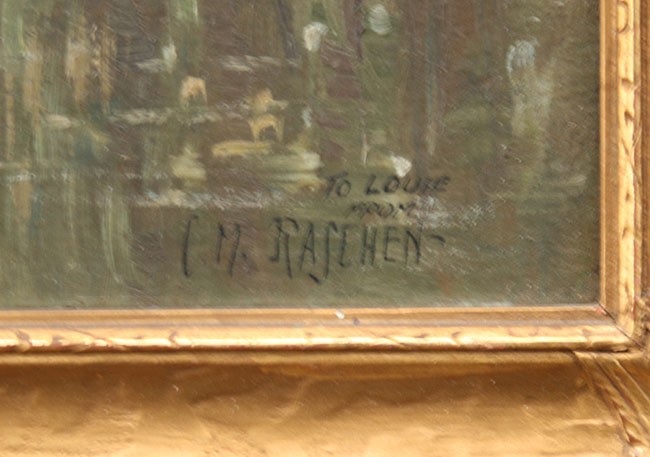 TO LOUISE
FROM
C. M. RASCHEN